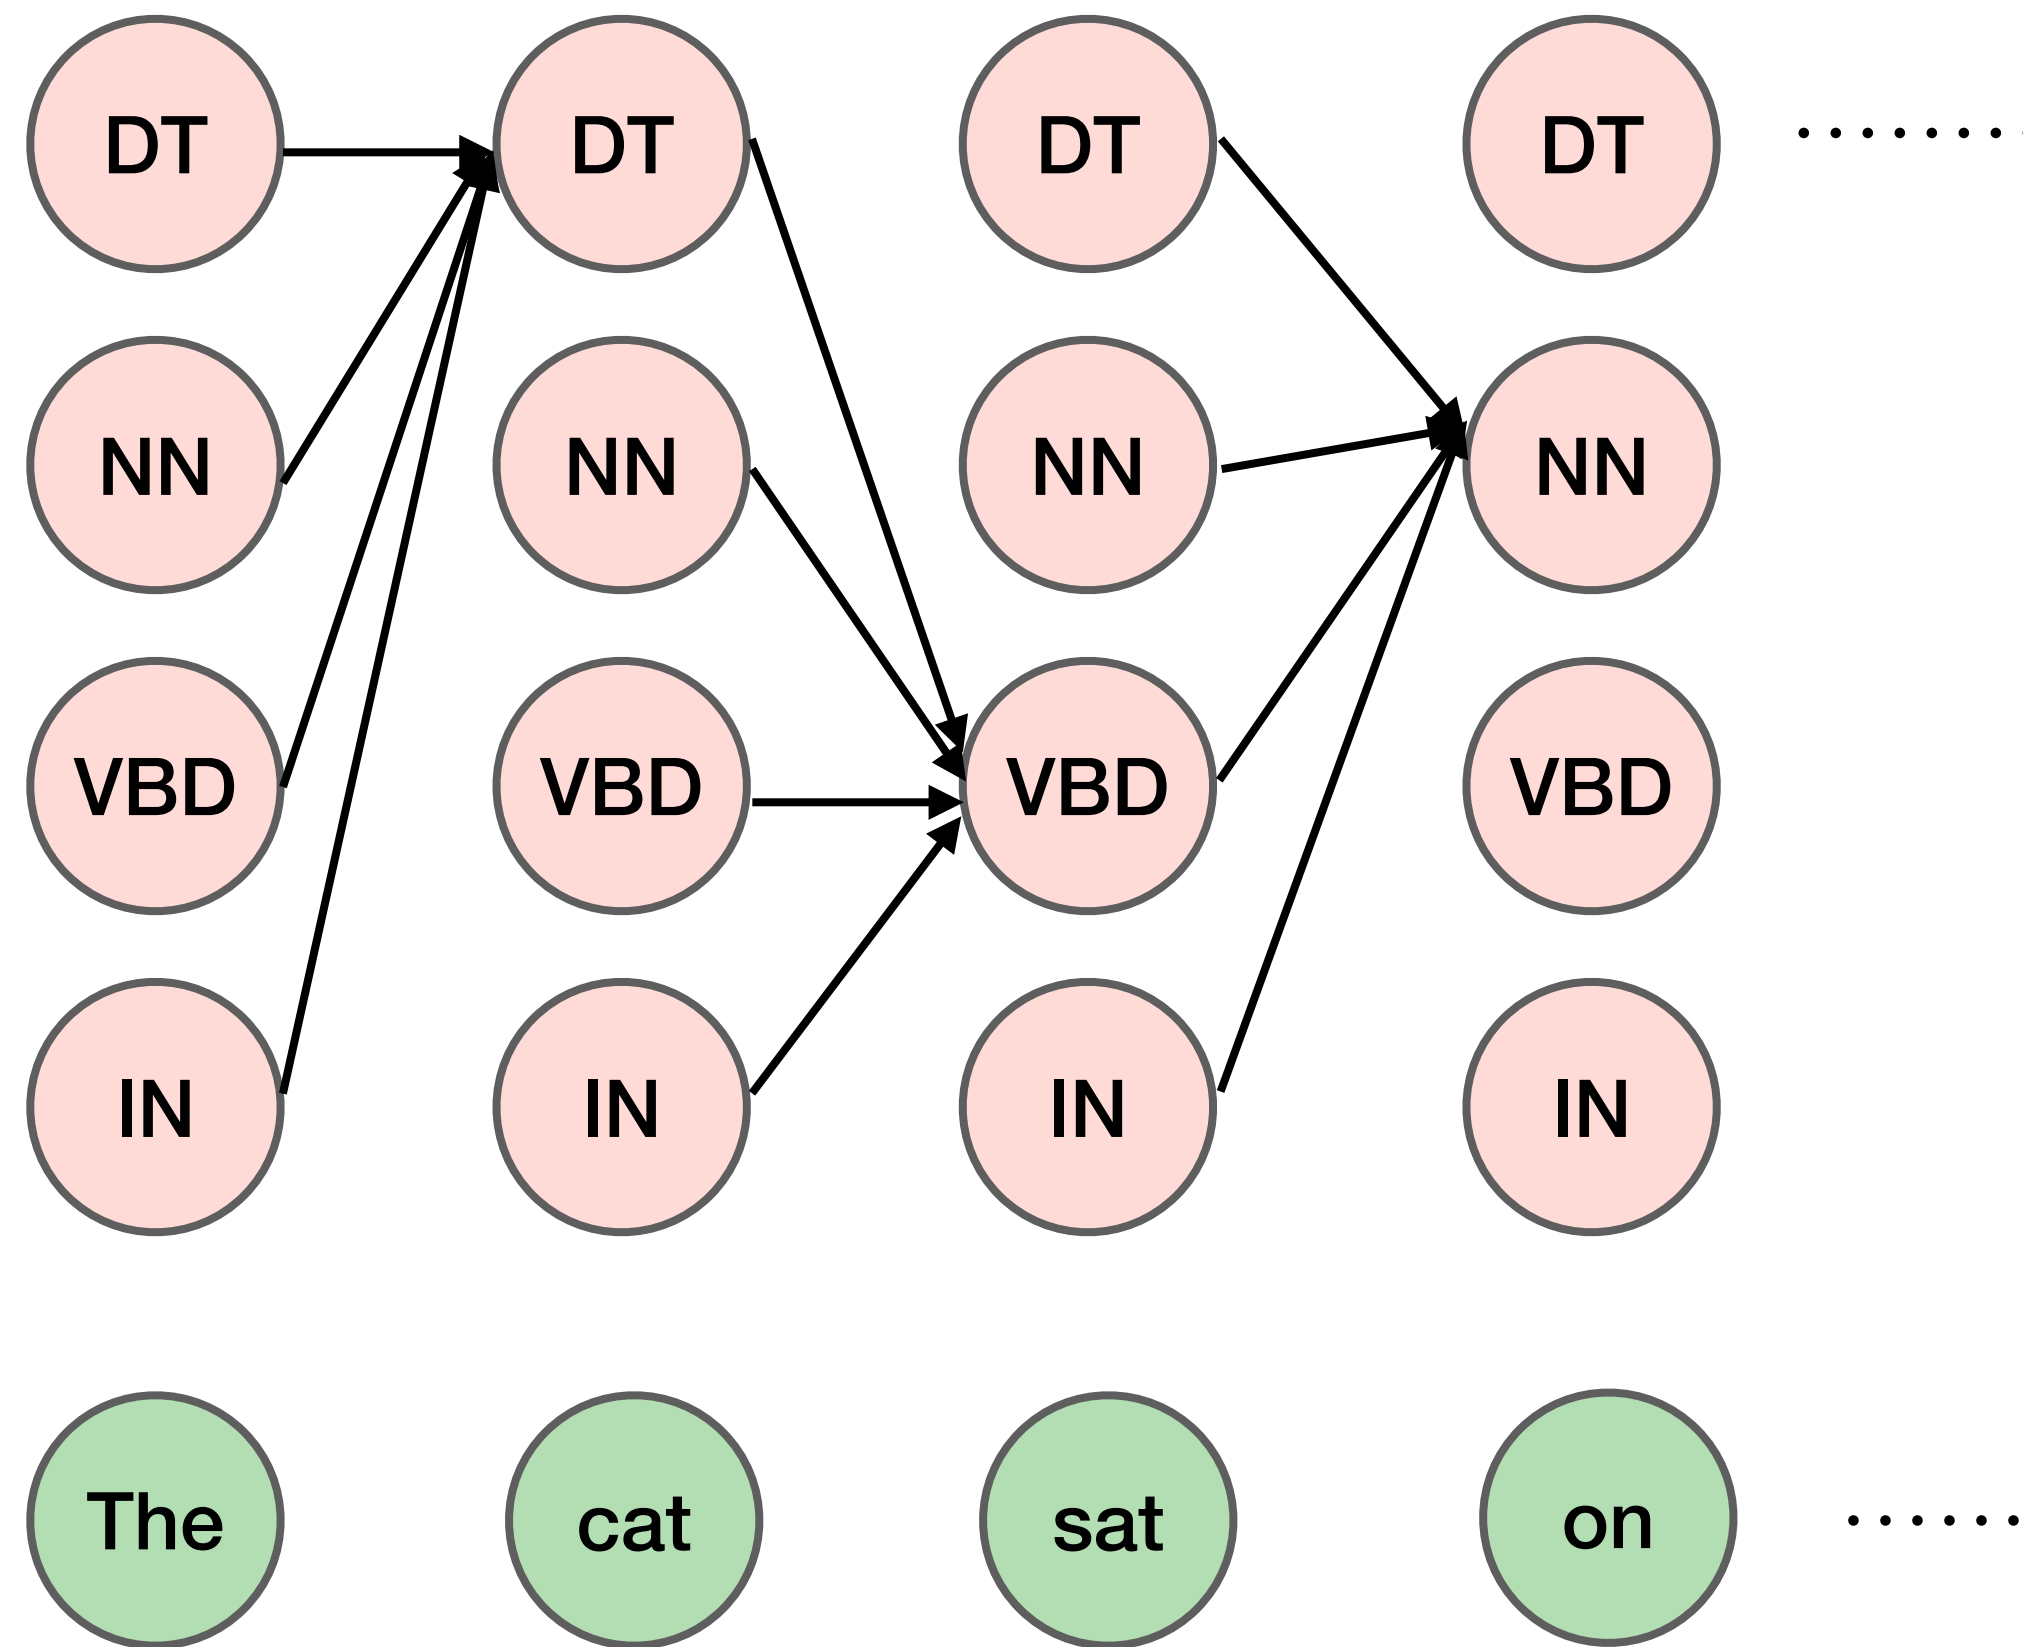 DT DT DT DT
NN NN NN NN
VBD VBD VBD VBD
IN IN IN IN
The cat sat on